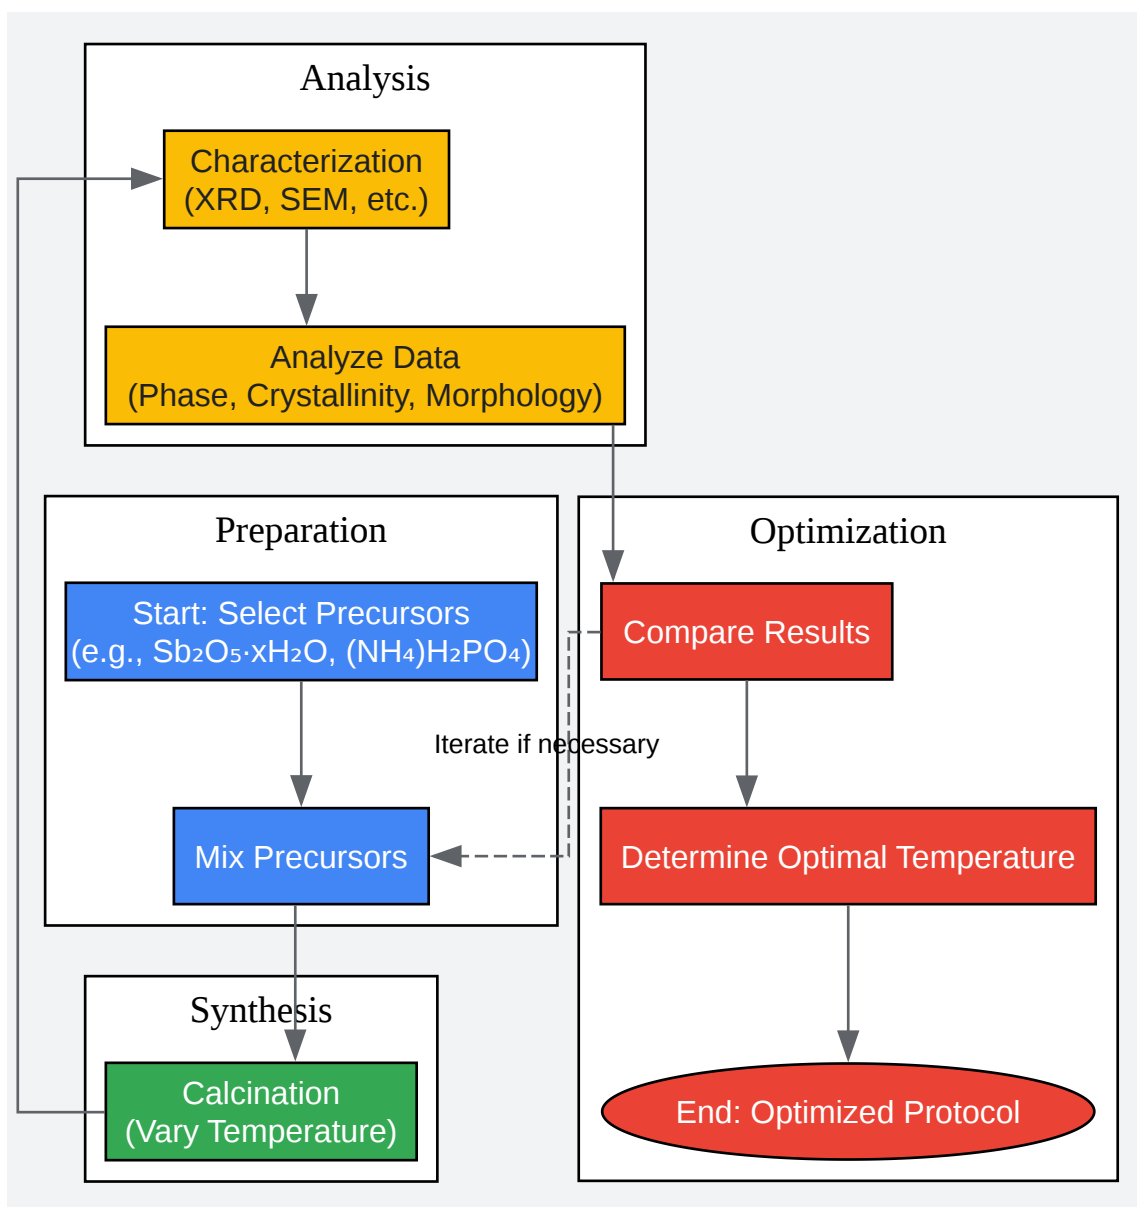 Analysis
Characterization
(XRD, SEM, etc.)
Analyze Data
(Phase, Crystallinity, Morphology)
Preparation
Start: Select Precursors
(e.g., Sb₂O₅·xH₂O, (NH₄)H₂PO₄)
Mix Precursors
Iterate if necessary
Synthesis
Calcination
(Vary Temperature)
Optimization
Compare Results
Determine Optimal Temperature
End: Optimized Protocol